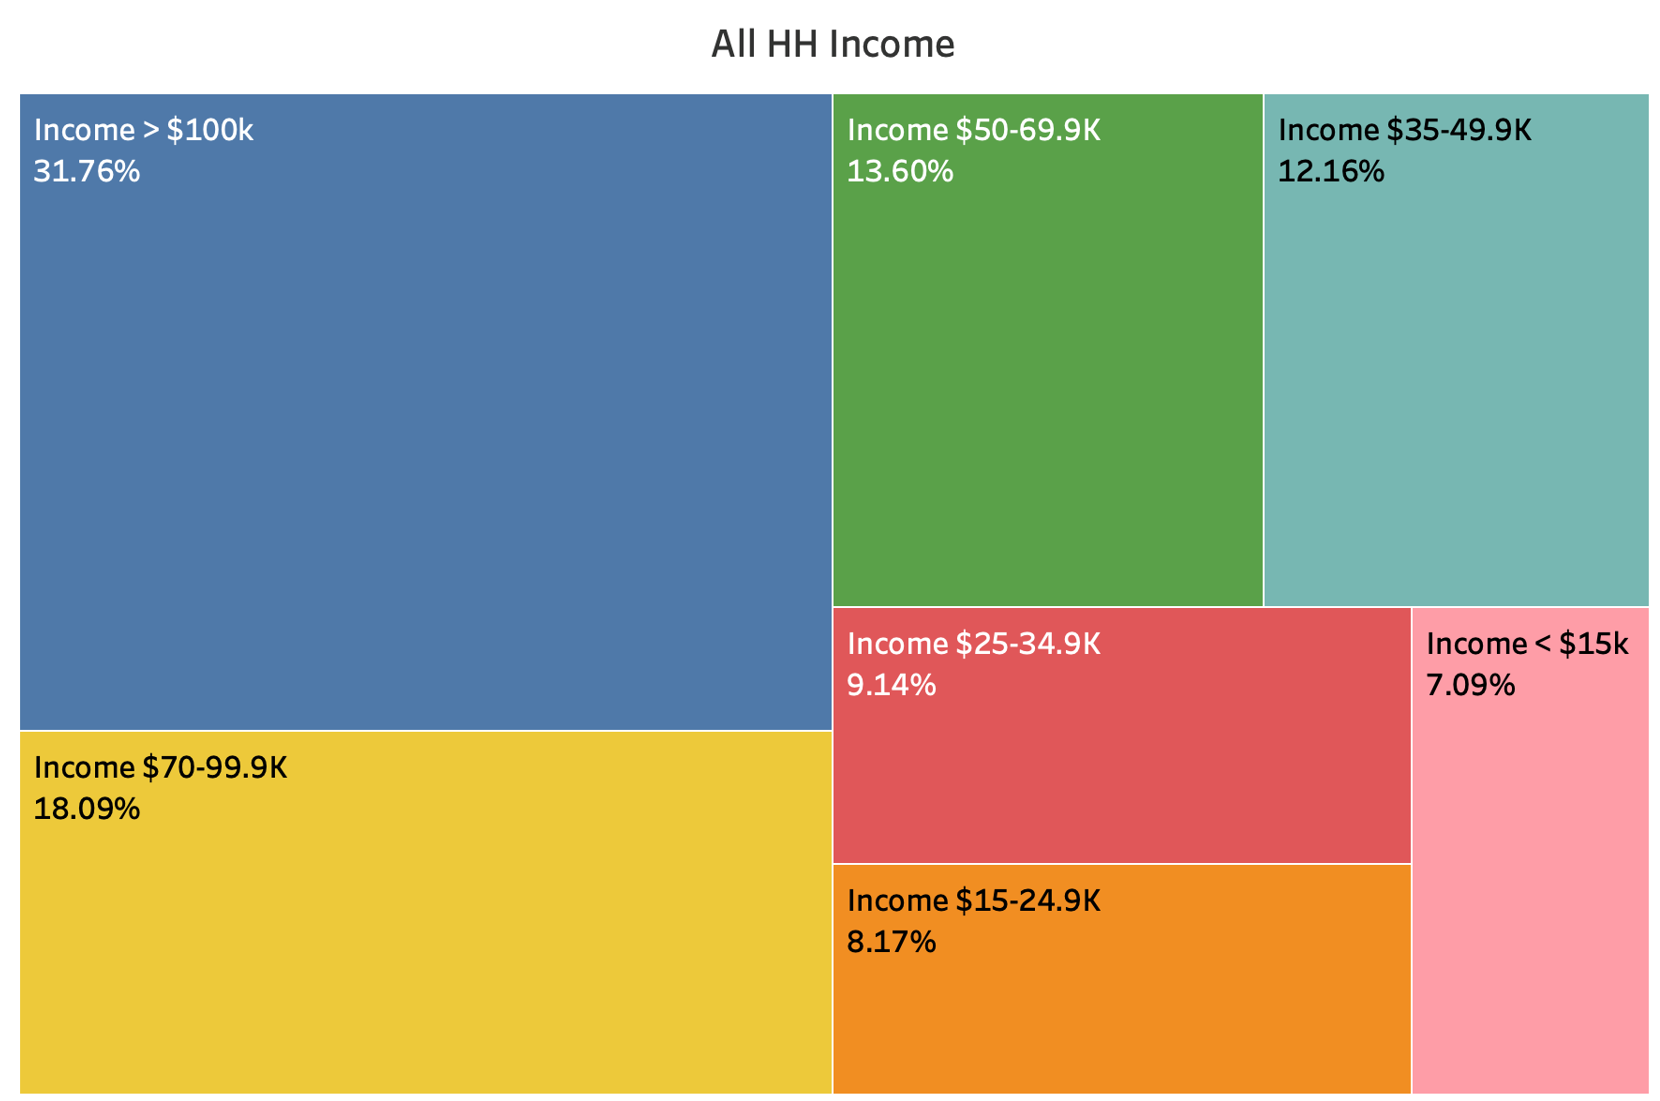 All HH Income
Income > $100k
31.76%
Income $50-69.9K
13.60%
Income $35-49.9K
12.16%
Income $25-34.9K
9.14%
Income < $15k
7.09%
Income $70-99.9K
18.09%
Income $15-24.9K
8.17%